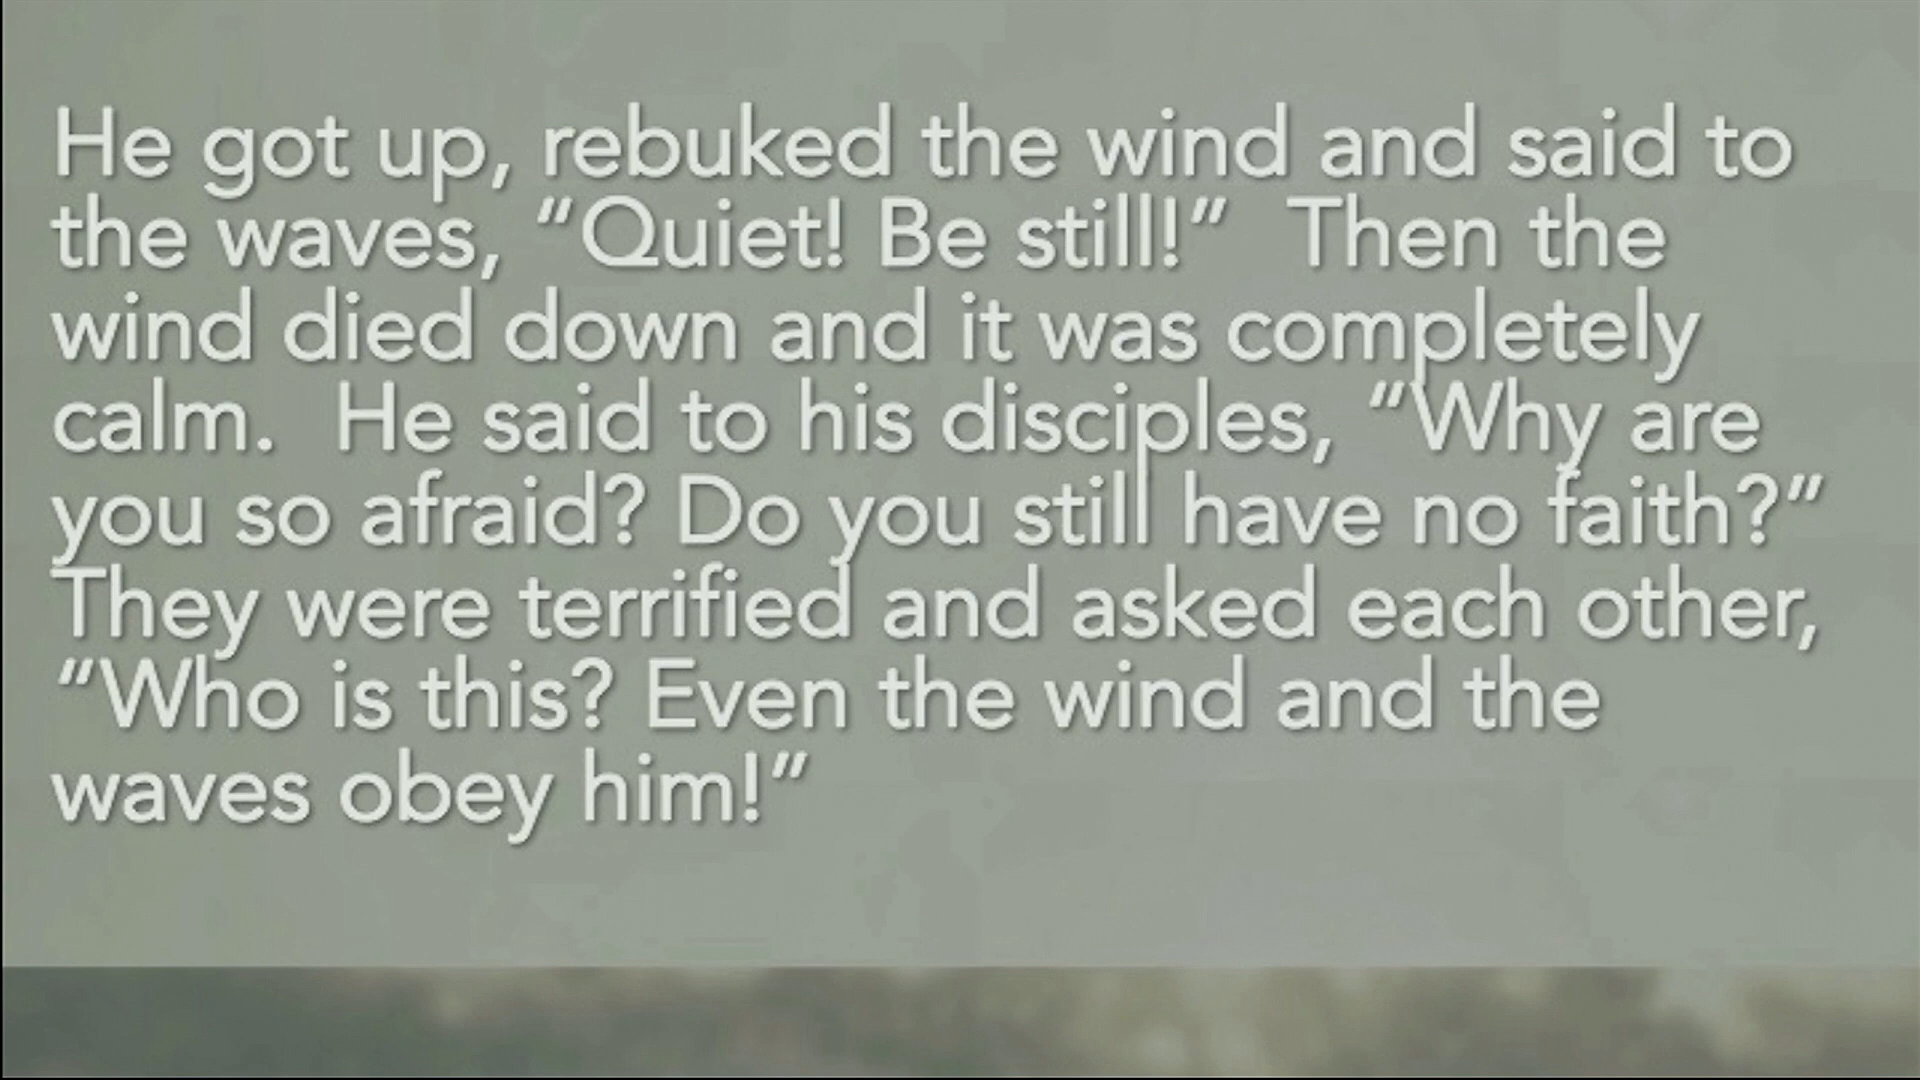 He got up, rebuked the wind and said to
the waves, “Quiet! Be still!”  Then the
wind died down and it was completely
calm.  He said to his disciples, “Why are
you so afraid? Do you still have no faith?”
They were terrified and asked each other,
“Who is this? Even the wind and the
waves obey him!”